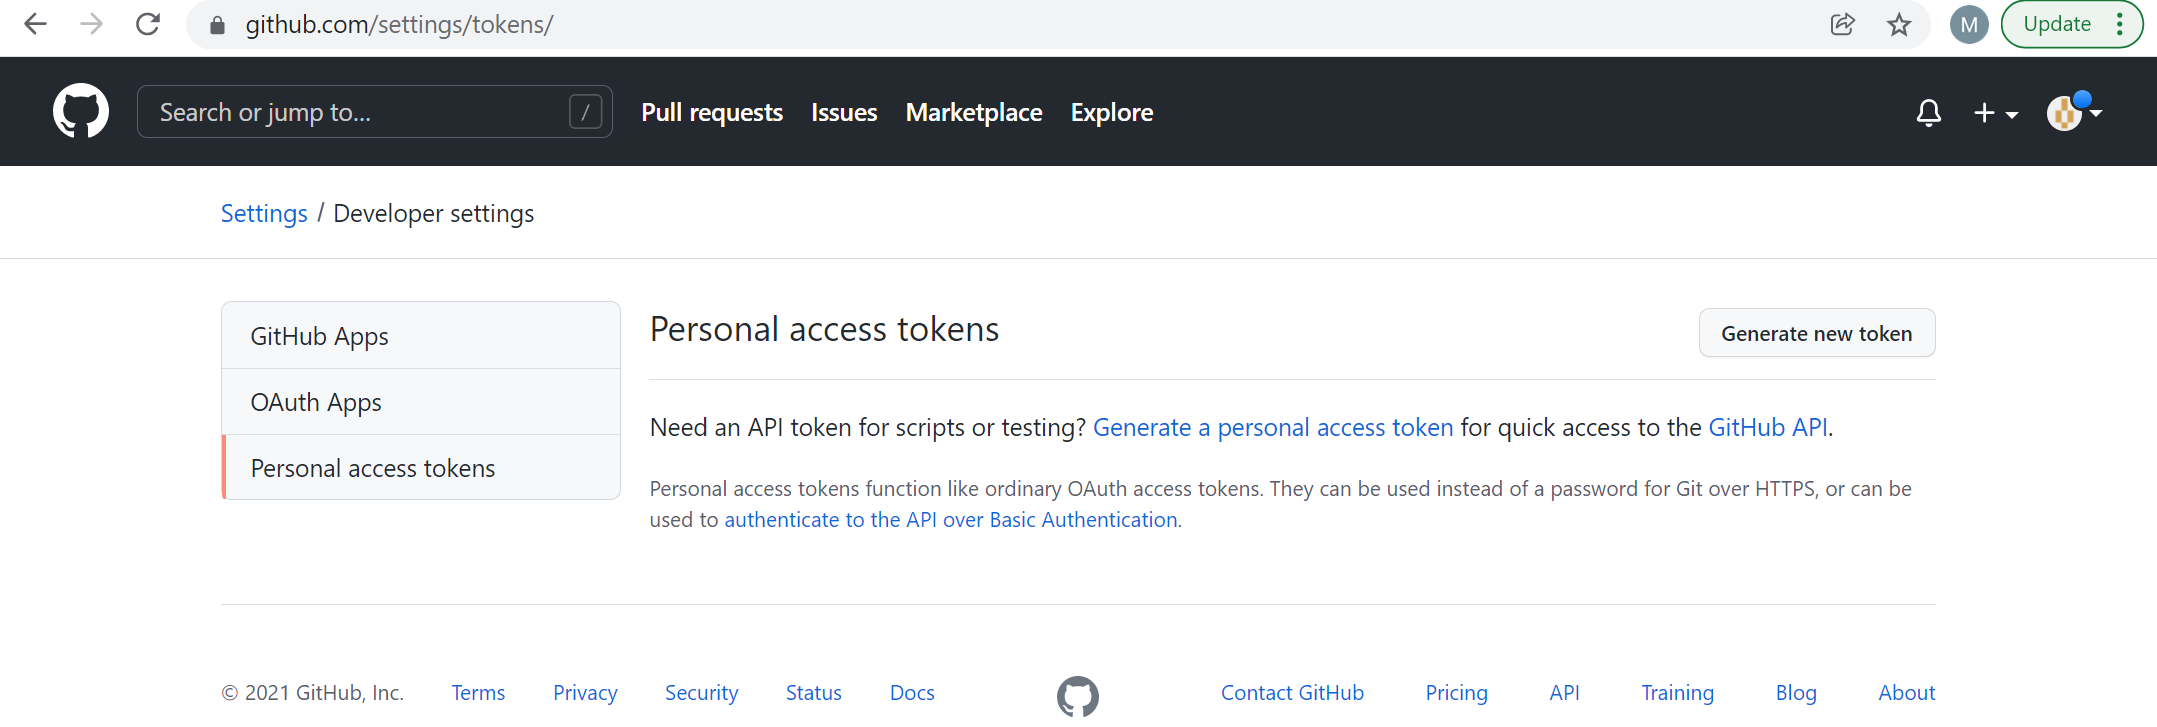 github.com/settings/tokens/
M
Update
Search or jump to...
/
Pull requests
Issues
Marketplace
Explore
Settings / Developer settings
GitHub Apps
OAuth Apps
Personal access tokens
Personal access tokens
Generate new token
Need an API token for scripts or testing? Generate a personal access token for quick access to the GitHub API.
Personal access tokens function like ordinary OAuth access tokens. They can be used instead of a password for Git over HTTPS, or can be
used to authenticate to the API over Basic Authentication.
© 2021 GitHub, Inc.
Terms
Privacy
Security
Status
Docs
Contact GitHub
Pricing
API
Training
Blog
About